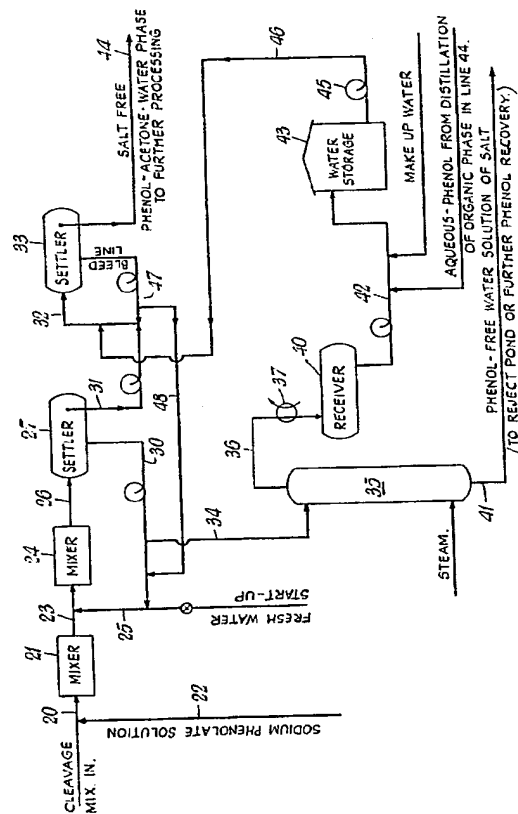 CLEAVAGE
MIX. IN.
20
22
SODIUM PHENOLATE SOLUTION
21
MIXER
23
25
FRESH WATER
START-UP
24
MIXER
26
27
SETTLER
30
31
32
33
SETTLER
BLEED
LINE
47
48
34
SALT FREE
44
PHENOL-ACETONE-WATER PHASE
TO FURTHER PROCESSING
46
45
43
WATER
STORAGE
MAKE UP WATER
42
40
RECEIVER
37
36
35
STEAM.
41
AQUEOUS-PHENOL FROM DISTILLATION
OF ORGANIC PHASE IN LINE 44.
PHENOL-FREE WATER SOLUTION OF SALT
(TO REJECT POND OR FURTHER PHENOL RECOVERY.)